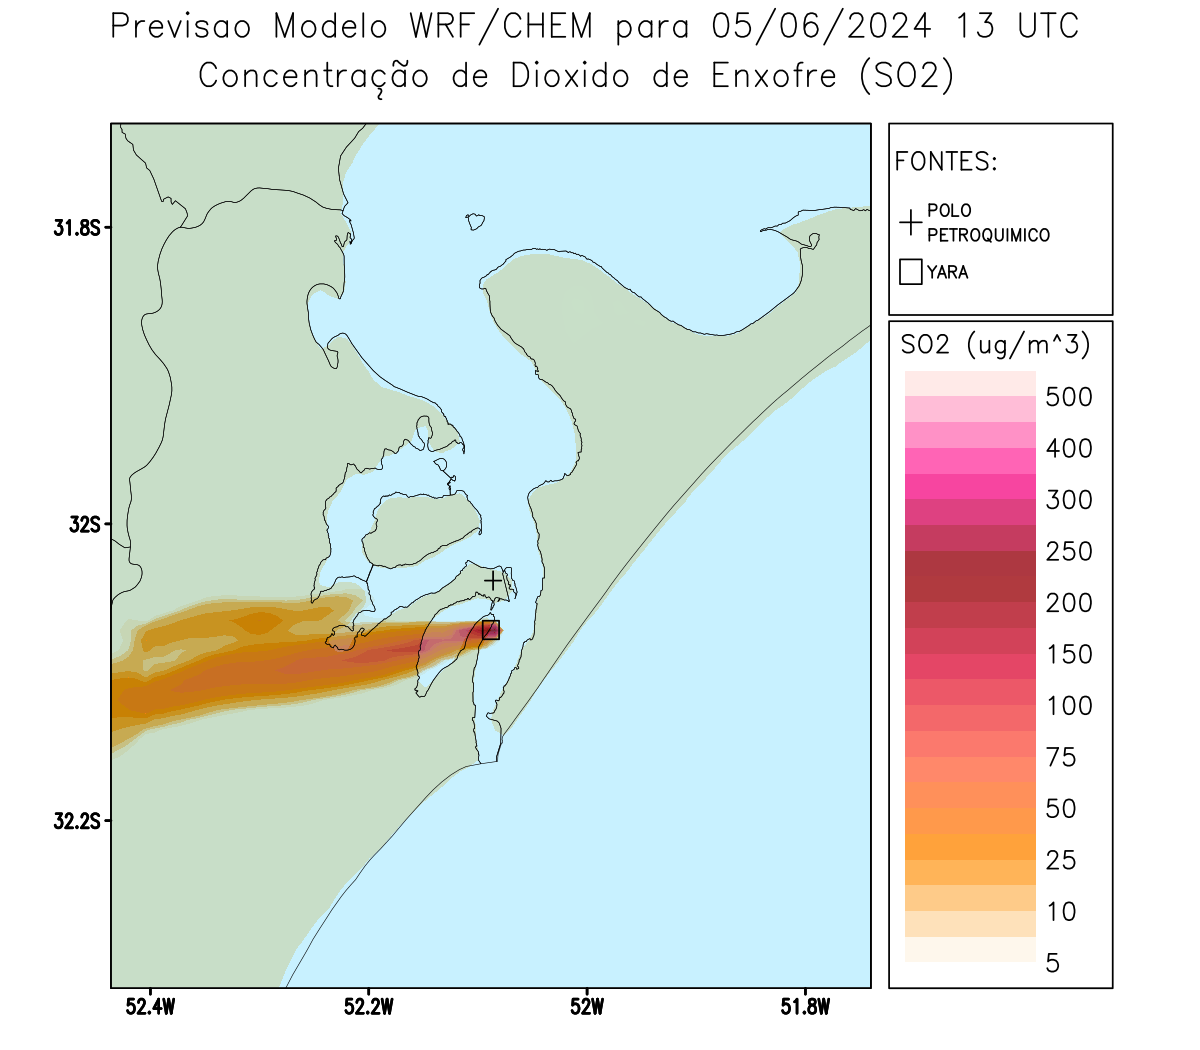 Previsao Modelo WRF/CHEM para 05/06/2024 13 UTC
Concentração de Dioxido de Enxofre (SO2)
FONTES:
POLO
PETROQUIMICO
YARA
SO2 (ug/m^3)
500
400
300
250
200
150
100
75
50
25
10
5
31.8S
32S
32.2S
52.4W
52.2W
52W
51.8W